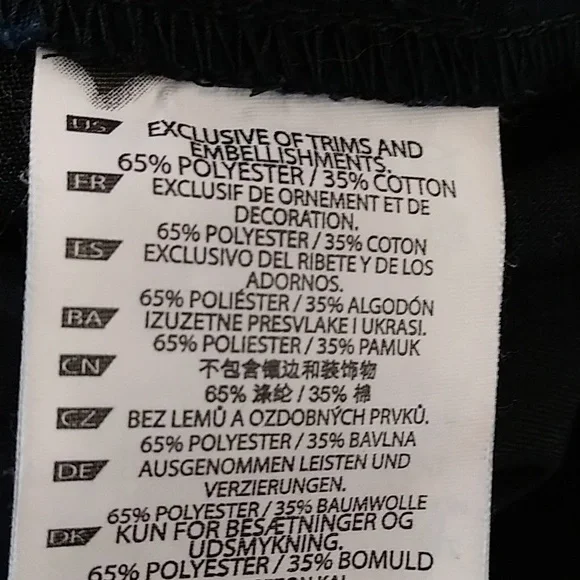 US EXCLUSIVE OF TRIMS AND
EMBELLISHMENTS.
65% POLYESTER / 35% COTTON
FR EXCLUSIF DE ORNEMENT ET DE
DECORATION.
65% POLYESTER / 35% COTON
ES EXCLUSIVO DEL RIBETE Y DE LOS
ADORNOS.
65% POLIÉSTER / 35% ALGODÓN
BA IZUZETNE PRESVLAKE I UKRASI.
65% POLIESTER / 35% PAMUK
CN 不包含镶边和装饰物
65% 涤纶 / 35% 棉
CZ BEZ LEMŮ A OZDOBNÝCH PRVKŮ.
65% POLYESTER / 35% BAVLNA
DE AUSGENOMMEN LEISTEN UND
VERZIERUNGEN.
65% POLYESTER / 35% BAUMWOLLE
DK KUN FOR BESÆTNINGER OG
UDSMYKNING.
65% POLYESTER / 35% BOMULD